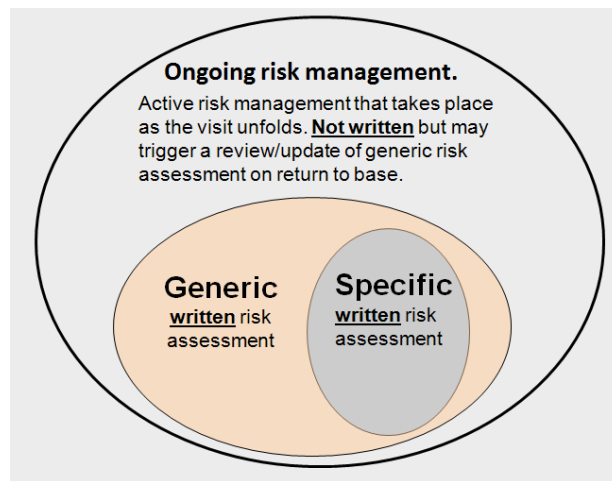 Ongoing risk management.
Active risk management that takes place
as the visit unfolds. Not written but may
trigger a review/update of generic risk
assessment on return to base.
Generic
written risk
assessment
Specific
written risk
assessment